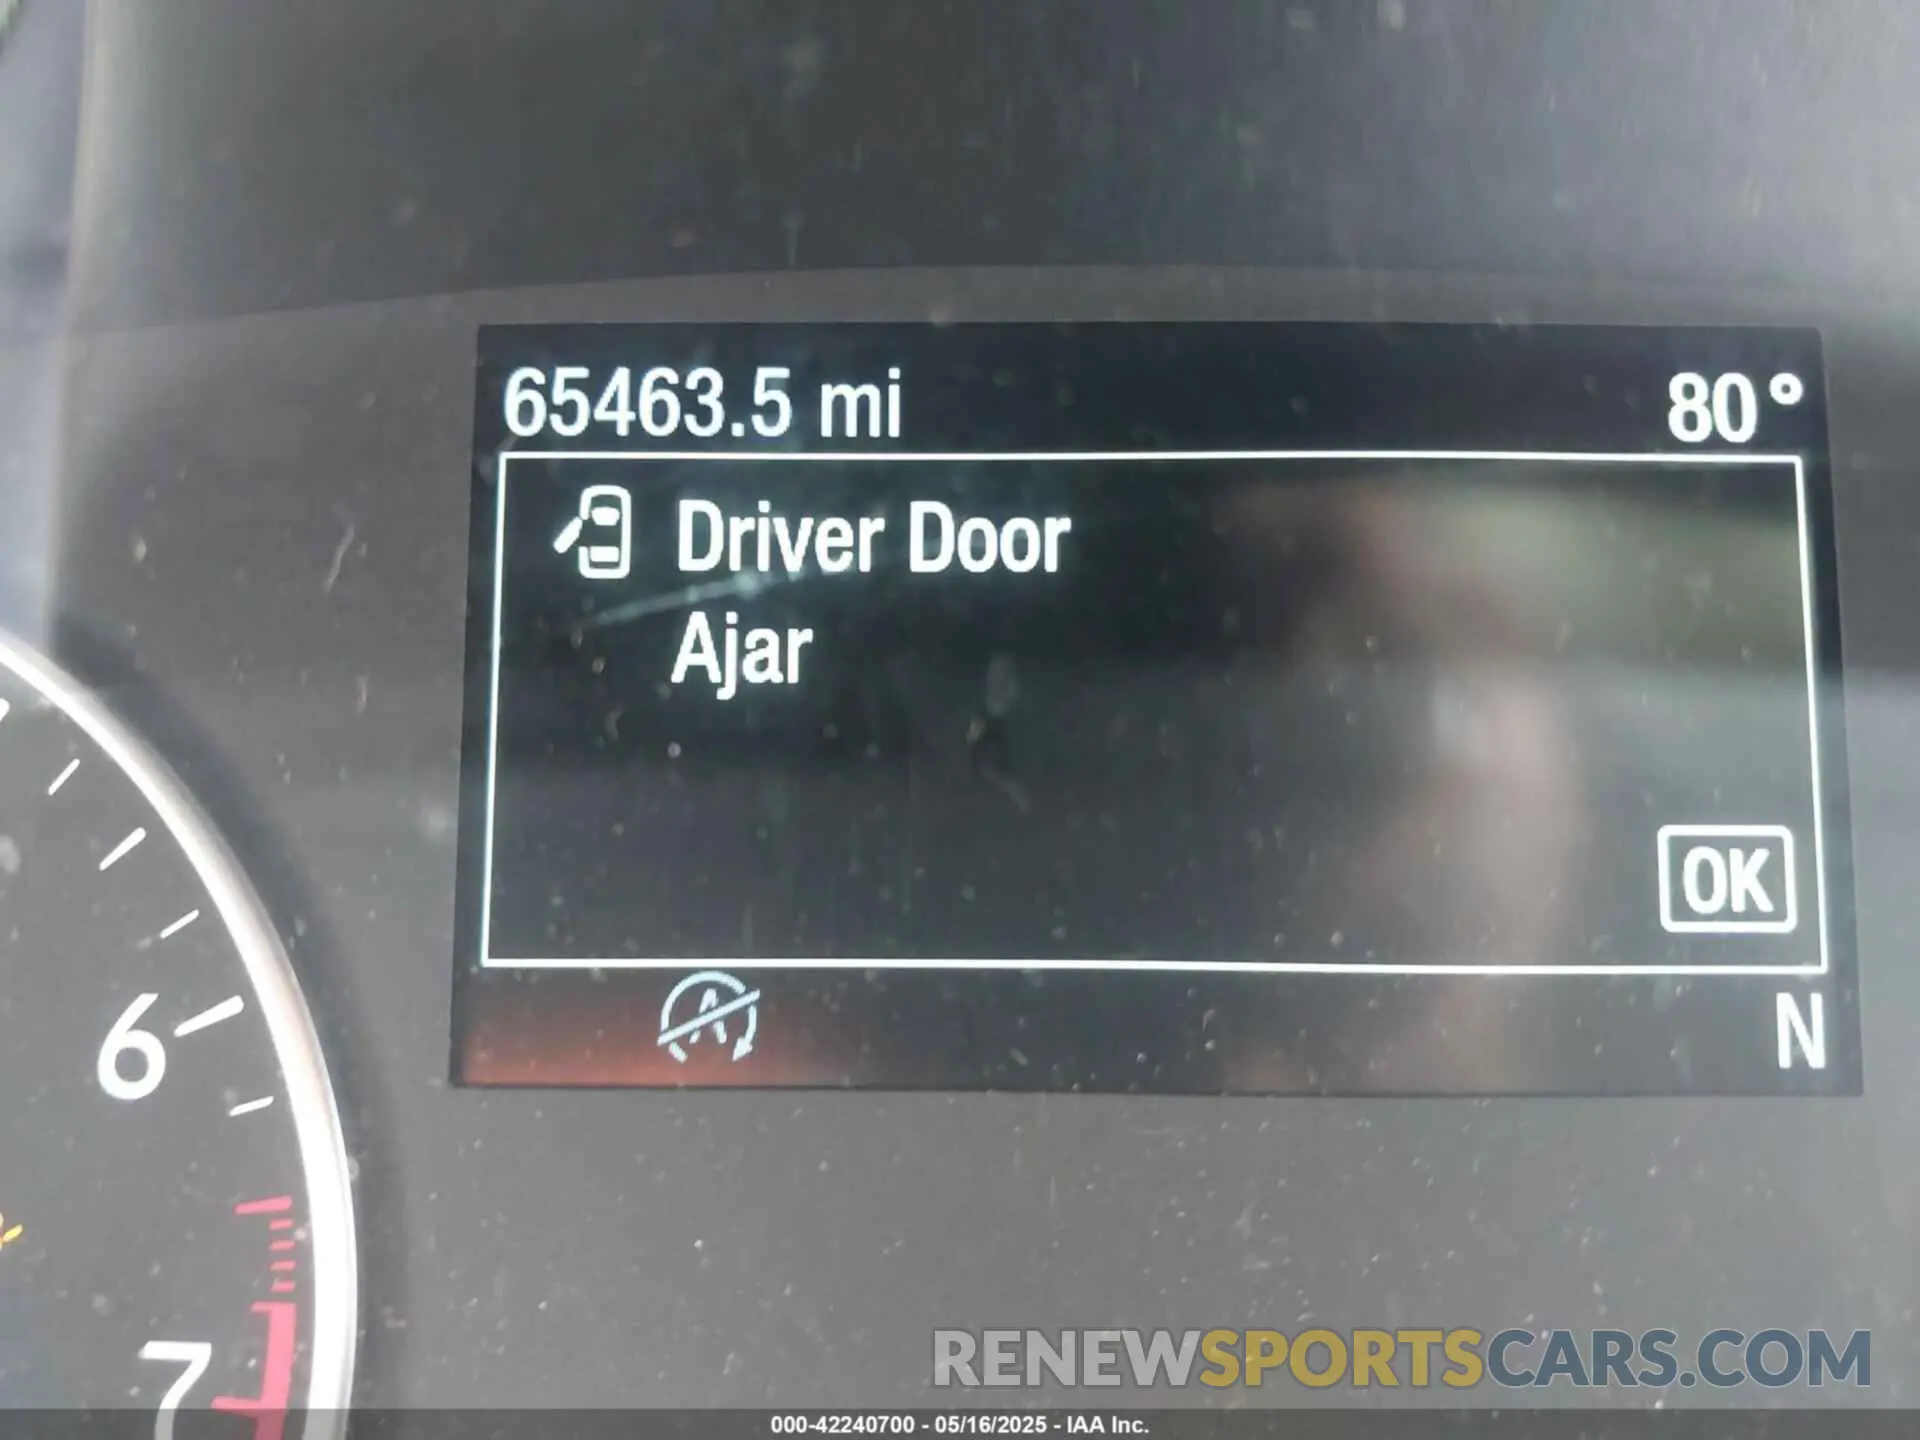 65463.5 mi 80°
Driver Door
Ajar
OK
A
N
6
7
RENEWSPORTSCARS.COM
000-42240700 - 05/16/2025 - IAA Inc.